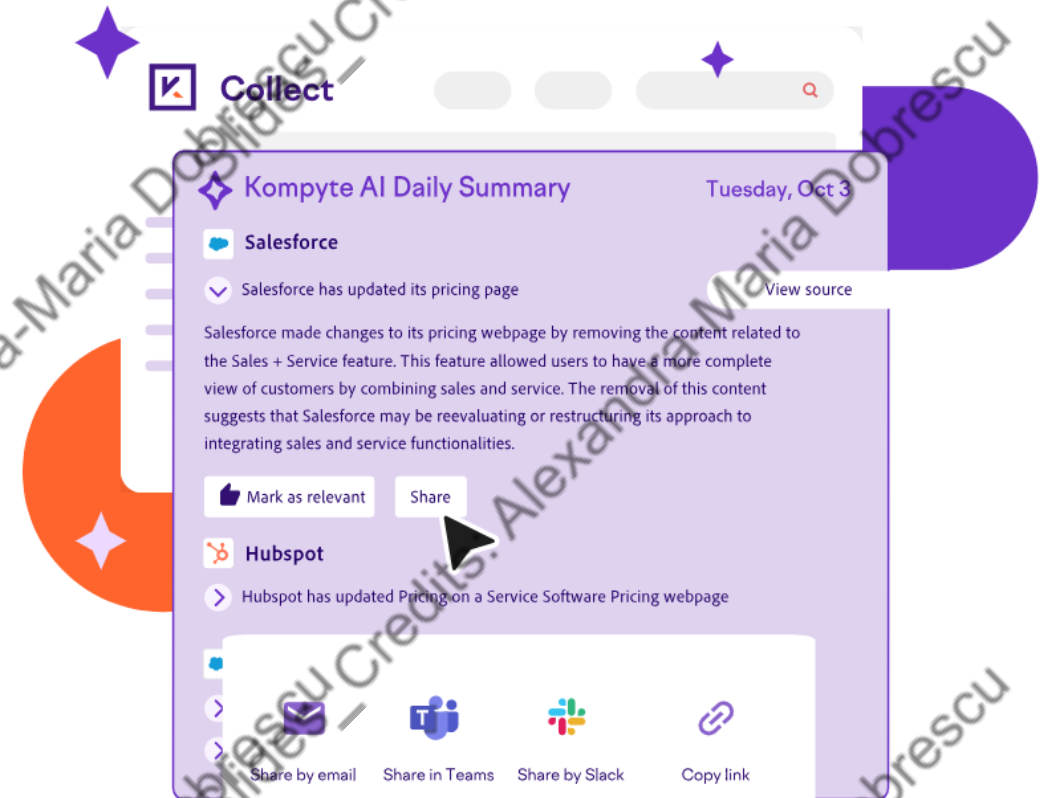 Collect
Kompyte AI Daily Summary
Tuesday, Oct 3
Salesforce
Salesforce has updated its pricing page
View source
Salesforce made changes to its pricing webpage by removing the content related to
the Sales + Service feature. This feature allowed users to have a more complete
view of customers by combining sales and service. The removal of this content
suggests that Salesforce may be reevaluating or restructuring its approach to
integrating sales and service functionalities.
Mark as relevant
Share
Hubspot
Hubspot has updated Pricing on a Service Software Pricing webpage
Share by email
Share in Teams
Share by Slack
Copy link
Slides_Credits: Alexandra-Maria Dobrescu